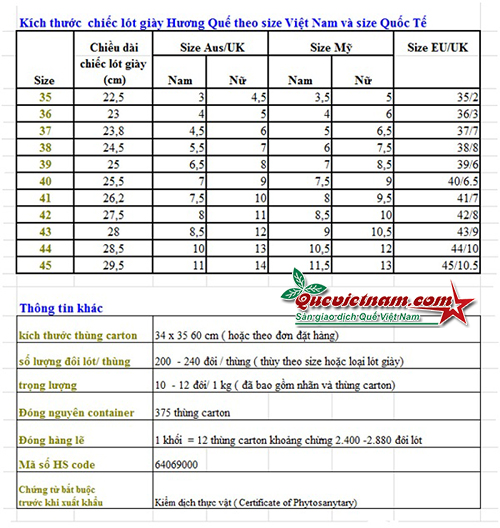 Kích thước chiếc lót giày Hương Quế theo size Việt Nam và size Quốc Tế
Size Chiều dài chiếc lót giày (cm) Size Aus/UK Size Mỹ Size EU/UK
Nam Nữ Nam Nữ
35 22,5 3 4,5 3,5 5 35/2
36 23 4 5 4 6 36/3
37 23,8 4,5 6 5 6,5 37/7
38 24,5 5,5 7 6 7,5 38/8
39 25 6,5 8 7 8,5 39/6
40 25,5 7 9 7,5 9 40/6.5
41 26,2 7,5 10 8 9,5 41/7
42 27,5 8 11 8,5 10 42/8
43 28 8,5 12 9 10,5 43/9
44 28,5 10 13 10,5 12 44/10
45 29,5 11 14 11,5 13 45/10.5
Quevietnam.com
Sàn giao dịch Quế Việt Nam
Thông tin khác
kích thước thùng carton 34 x 35 60 cm ( hoặc theo đơn đặt hàng)
số lượng đôi lót/ thùng 200 - 240 đôi / thùng ( thùy theo size hoặc loại lót giày)
trọng lượng 10 - 12 đôi/ 1 kg ( đã bao gồm nhãn và thùng carton)
Đóng nguyên container 375 thùng carton
Đóng hàng lẽ 1 khối = 12 thùng carton khoảng chừng 2.400 -2.880 đôi lót
Mã số HS code 64069000
Chứng từ bắt buộc
trước khi xuất khẩu Kiểm dịch thực vật ( Certificate of Phytosanytary)